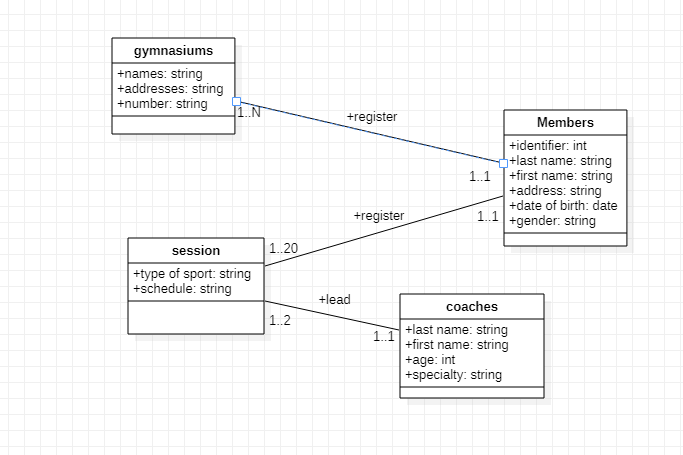 gymnasiums
+names: string
+addresses: string
+number: string
1..N
+register
Members
+identifier: int
+last name: string
+first name: string
+address: string
+date of birth: date
+gender: string
1..1
+register
1..1
1..20
session
+type of sport: string
+schedule: string
+lead
1..2
1..1
coaches
+last name: string
+first name: string
+age: int
+specialty: string